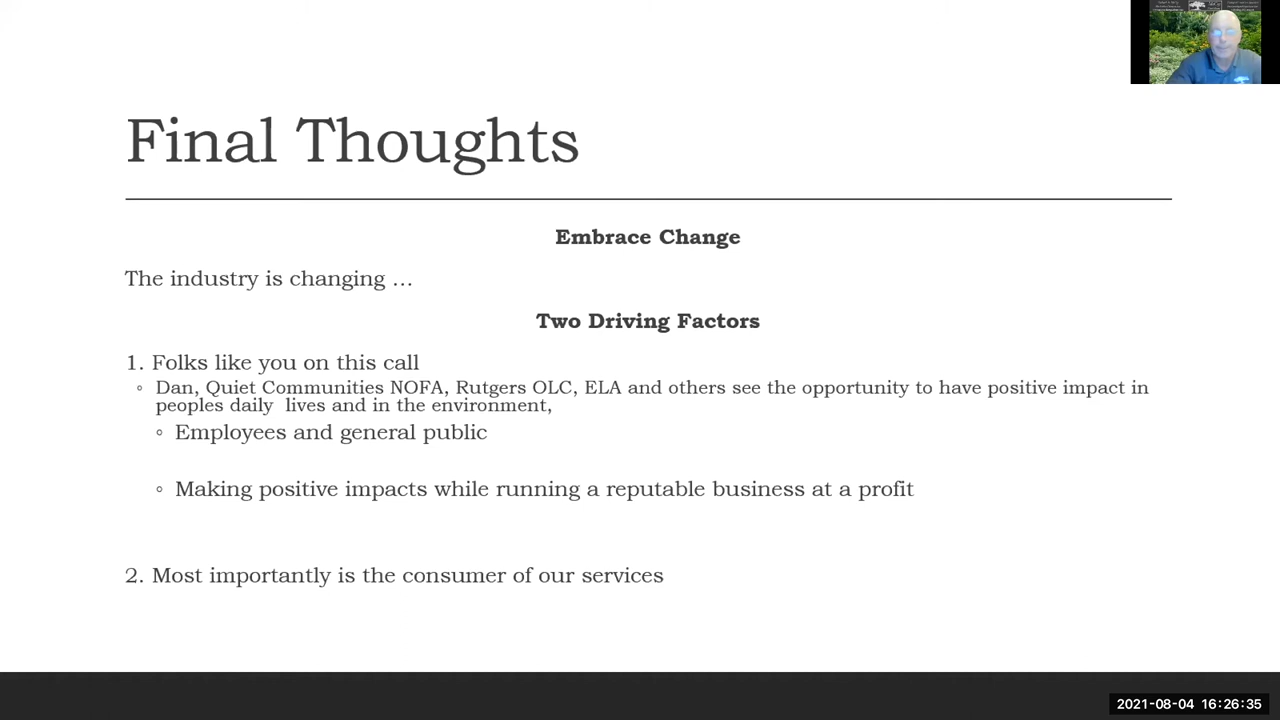 Final Thoughts
Embrace Change
The industry is changing …
Two Driving Factors
1. Folks like you on this call
◦ Dan, Quiet Communities NOFA, Rutgers OLC, ELA and others see the opportunity to have positive impact in
peoples daily  lives and in the environment,
◦ Employees and general public
◦ Making positive impacts while running a reputable business at a profit
2. Most importantly is the consumer of our services
2021-08-04 16:26:35